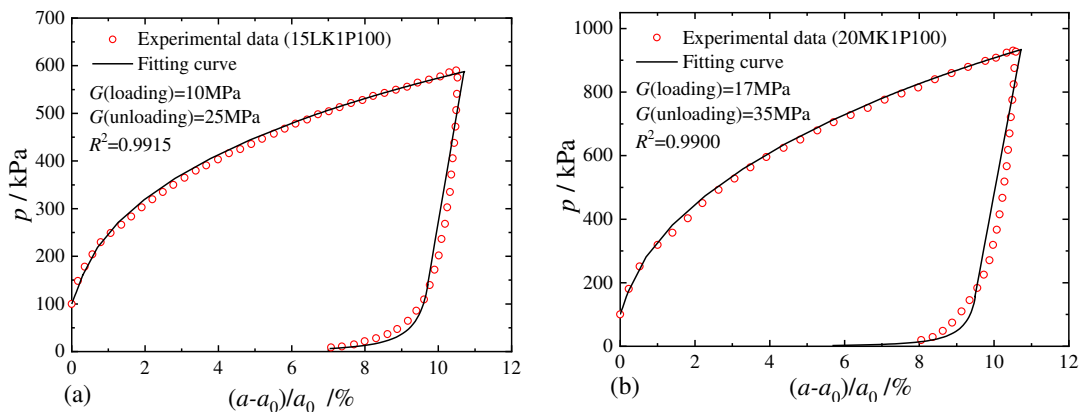 700
600
500
400
300
200
100
0
p / kPa
Experimental data (15LK1P100)
Fitting curve
G(loading)=10MPa
G(unloading)=25MPa
R²=0.9915
0 2 4 6 8 10 12
(a) (a-a₀)/a₀ /%
1000
800
600
400
200
0
p / kPa
Experimental data (20MK1P100)
Fitting curve
G(loading)=17MPa
G(unloading)=35MPa
R²=0.9900
0 2 4 6 8 10 12
(b) (a-a₀)/a₀ /%